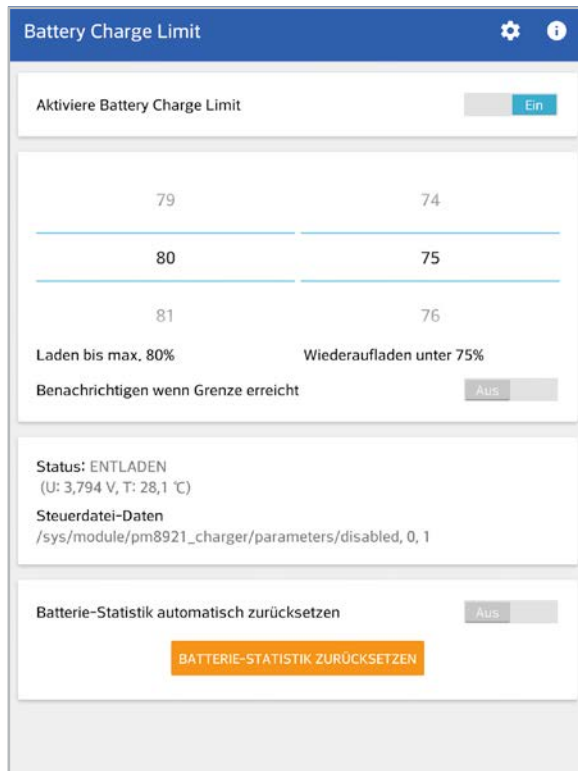 Battery Charge Limit
Aktiviere Battery Charge Limit Ein
79 74
80 75
81 76
Laden bis max. 80% Wiederaufladen unter 75%
Benachrichtigen wenn Grenze erreicht Aus
Status: ENTLADEN
(U: 3,794 V, T: 28,1 °C)
Steuerdatei-Daten
/sys/module/pm8921_charger/parameters/disabled, 0, 1
Batterie-Statistik automatisch zurücksetzen Aus
BATTERIE-STATISTIK ZURÜCKSETZEN